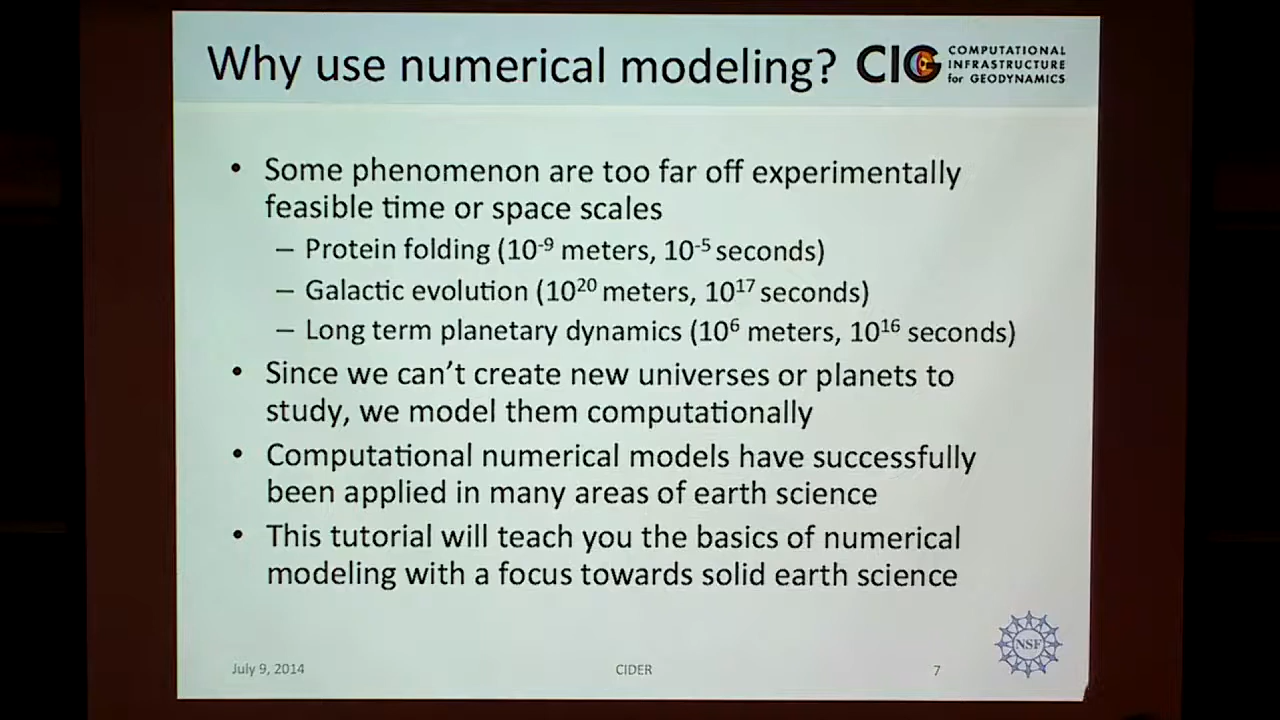 Why use numerical modeling?
CIG COMPUTATIONAL
INFRASTRUCTURE
for GEODYNAMICS
• Some phenomenon are too far off experimentally
feasible time or space scales
– Protein folding (10⁻⁹ meters, 10⁻⁵ seconds)
– Galactic evolution (10²⁰ meters, 10¹⁷ seconds)
– Long term planetary dynamics (10⁶ meters, 10¹⁶ seconds)
• Since we can't create new universes or planets to
study, we model them computationally
• Computational numerical models have successfully
been applied in many areas of earth science
• This tutorial will teach you the basics of numerical
modeling with a focus towards solid earth science
NSF
July 9, 2014 CIDER 7